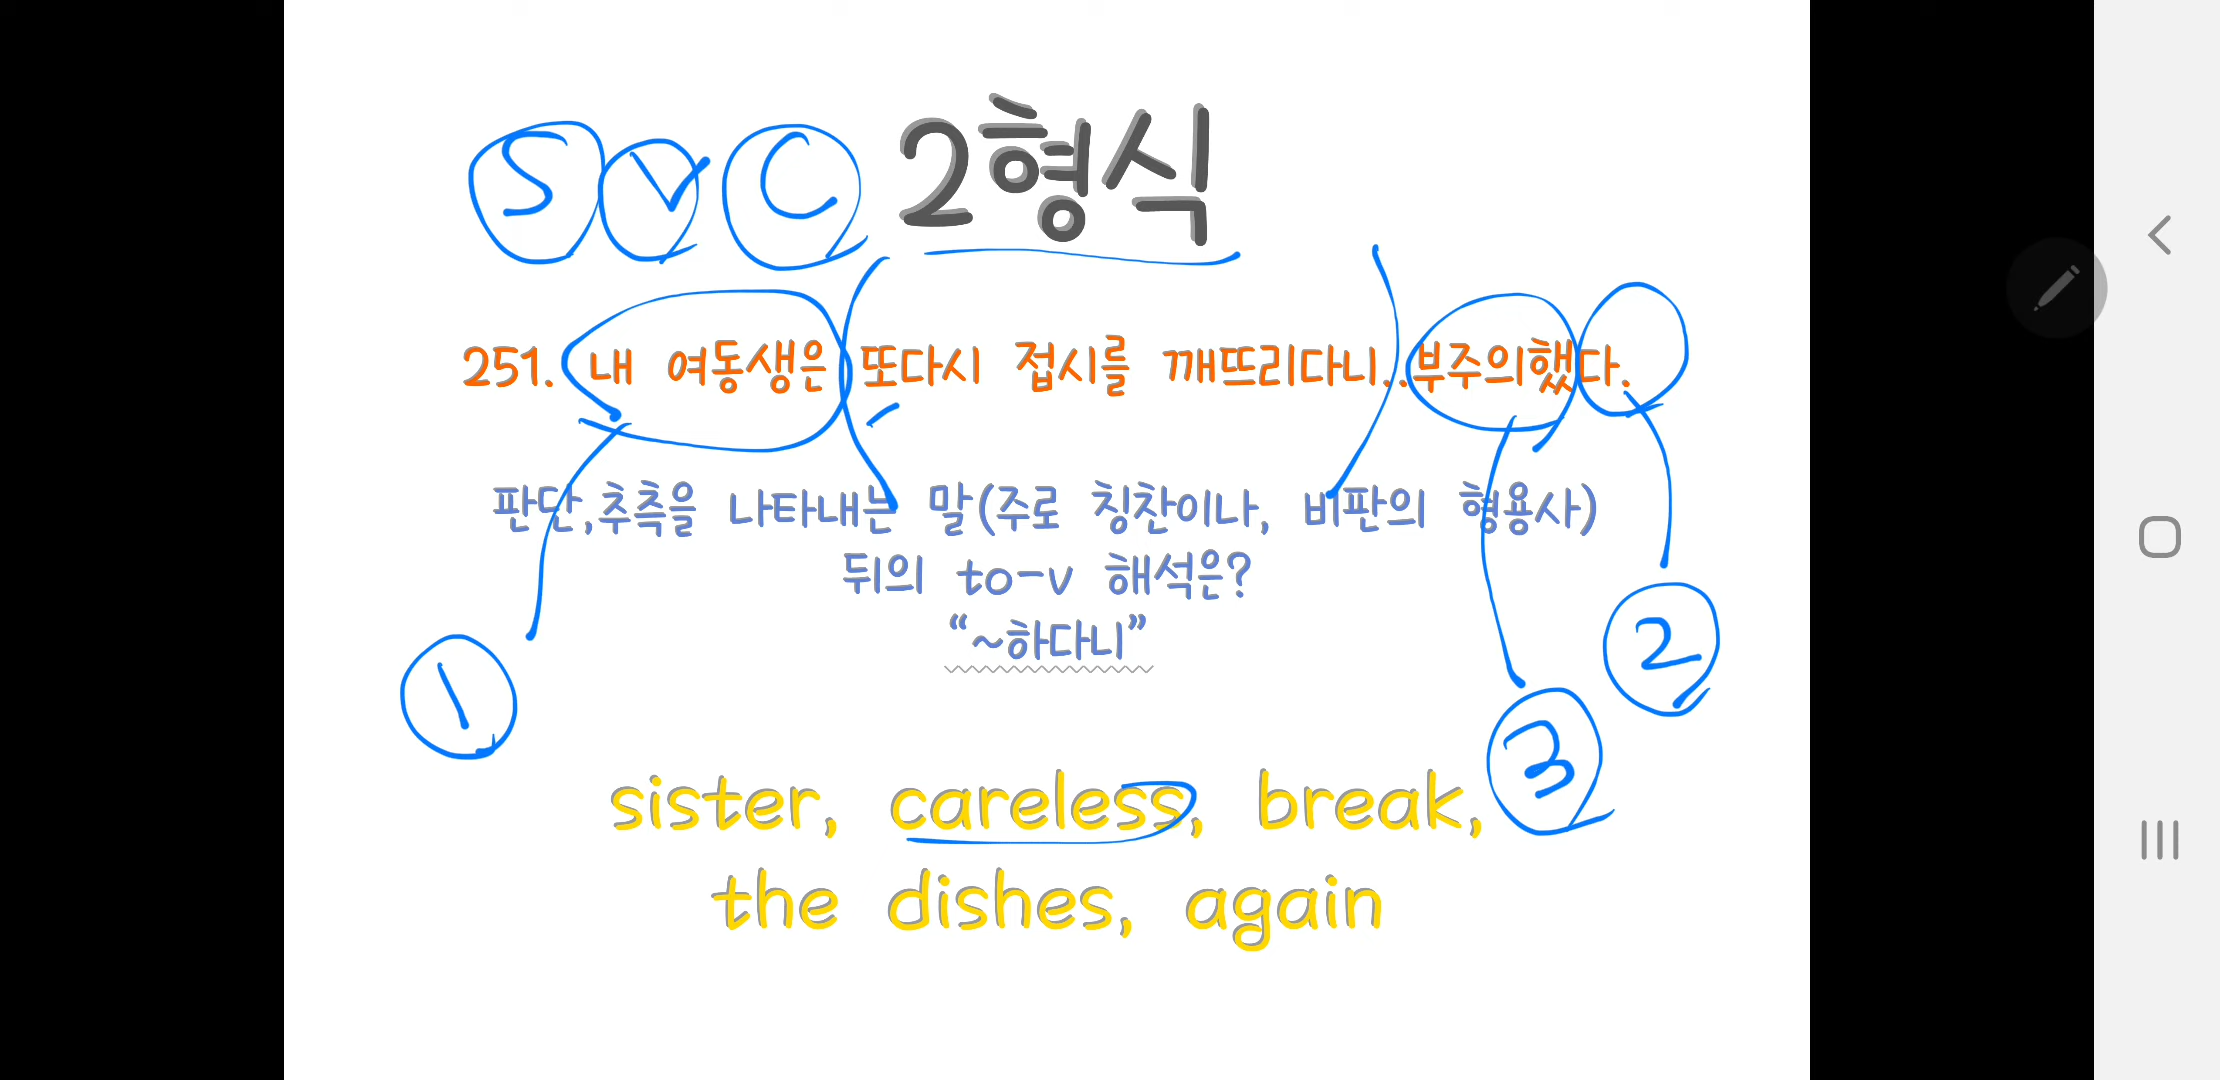 S V C 2형식
251. 내 여동생은 또다시 접시를 깨뜨리다니..부주의했다.
판단,추측을 나타내는 말(주로 칭찬이나, 비판의 형용사)
뒤의 to-v 해석은?
“~하다니”
1
2
3
sister, careless, break,
the dishes, again